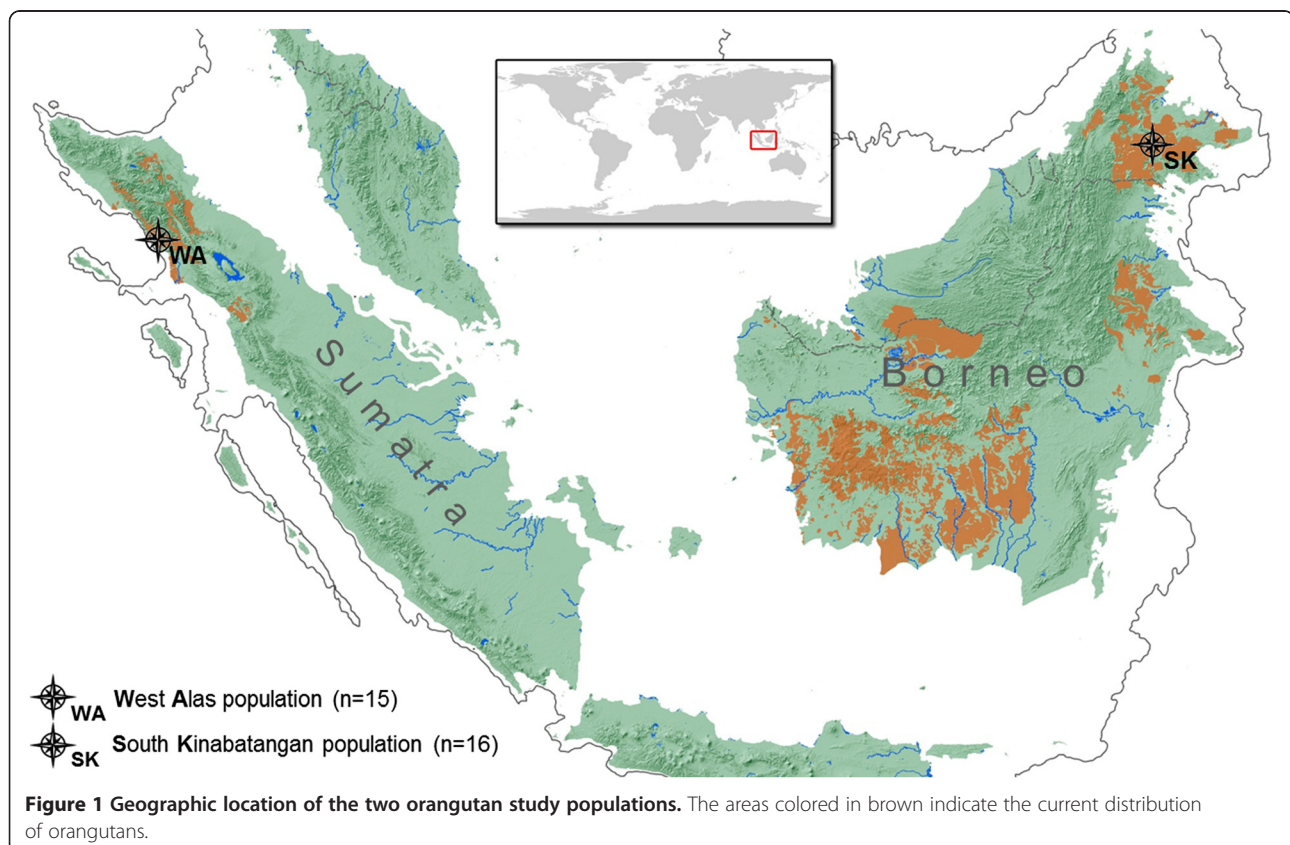 WA
SK
Sumatra
Borneo
WA West Alas population (n=15)
SK South Kinabatangan population (n=16)
Figure 1 Geographic location of the two orangutan study populations. The areas colored in brown indicate the current distribution
of orangutans.